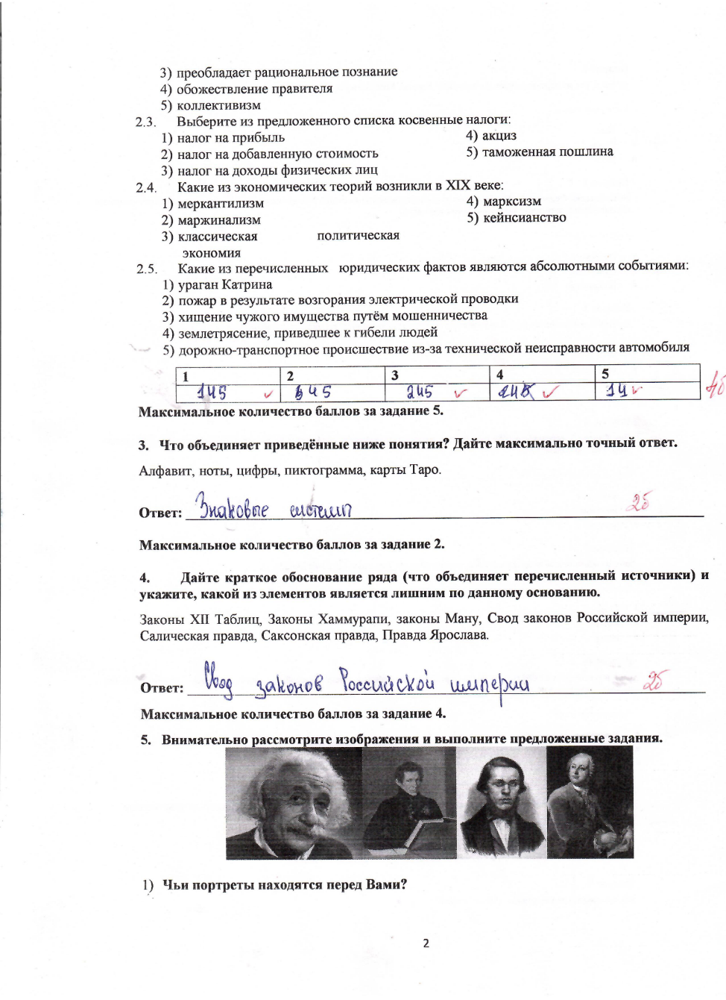 3) преобладает рациональное познание
4) обожествление правителя
5) коллективизм
2.3. Выберите из предложенного списка косвенные налоги:
1) налог на прибыль 4) акциз
2) налог на добавленную стоимость 5) таможенная пошлина
3) налог на доходы физических лиц
2.4. Какие из экономических теорий возникли в XIX веке:
1) меркантилизм 4) марксизм
2) маржинализм 5) кейнсианство
3) классическая политическая
экономия
2.5. Какие из перечисленных юридических фактов являются абсолютными событиями:
1) ураган Катрина
2) пожар в результате возгорания электрической проводки
3) хищение чужого имущества путём мошенничества
4) землетрясение, приведшее к гибели людей
5) дорожно-транспортное происшествие из-за технической неисправности автомобиля
1 2 3 4 5
145 45 245 14 4б
Максимальное количество баллов за задание 5.
3. Что объединяет приведённые ниже понятия? Дайте максимально точный ответ.
Алфавит, ноты, цифры, пиктограмма, карты Таро.
Ответ: Знаковые системы 2б
Максимальное количество баллов за задание 2.
4. Дайте краткое обоснование ряда (что объединяет перечисленный источники) и
укажите, какой из элементов является лишним по данному основанию.
Законы XII Таблиц, Законы Хаммурапи, законы Ману, Свод законов Российской империи,
Салическая правда, Саксонская правда, Правда Ярослава.
Ответ: Свод законов Российской империи 2б
Максимальное количество баллов за задание 4.
5. Внимательно рассмотрите изображения и выполните предложенные задания.
1) Чьи портреты находятся перед Вами?
2